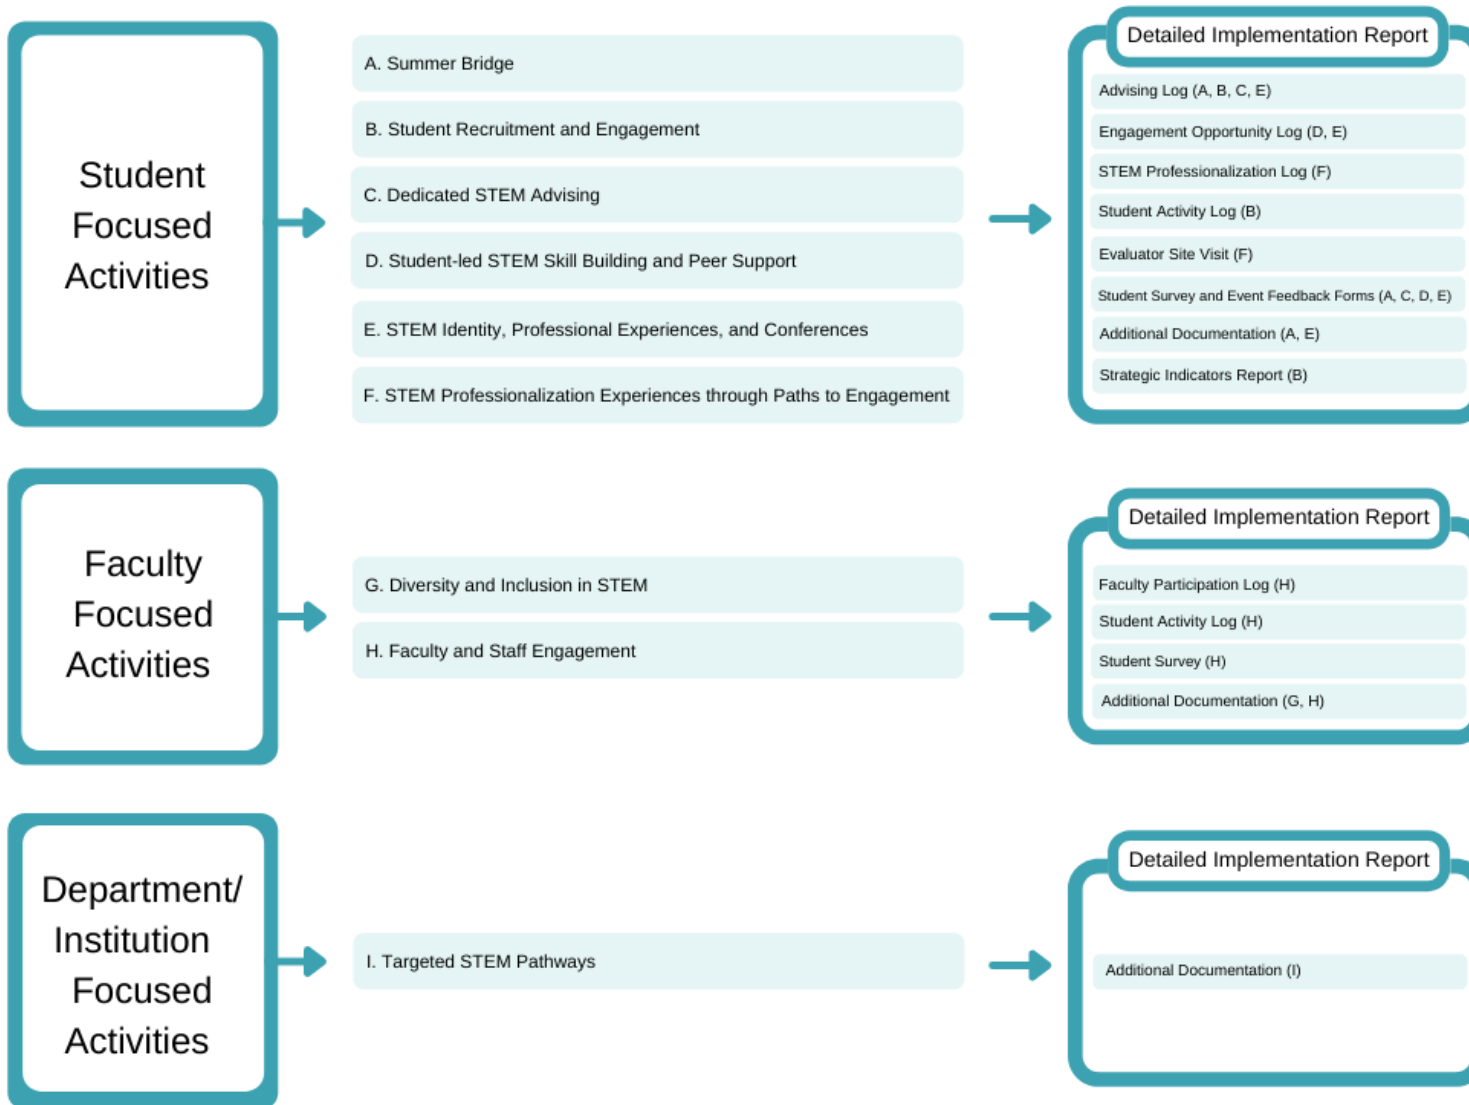 Student
Focused
Activities
A. Summer Bridge
B. Student Recruitment and Engagement
C. Dedicated STEM Advising
D. Student-led STEM Skill Building and Peer Support
E. STEM Identity, Professional Experiences, and Conferences
F. STEM Professionalization Experiences through Paths to Engagement
Detailed Implementation Report
Advising Log (A, B, C, E)
Engagement Opportunity Log (D, E)
STEM Professionalization Log (F)
Student Activity Log (B)
Evaluator Site Visit (F)
Student Survey and Event Feedback Forms (A, C, D, E)
Additional Documentation (A, E)
Strategic Indicators Report (B)
Faculty
Focused
Activities
G. Diversity and Inclusion in STEM
H. Faculty and Staff Engagement
Detailed Implementation Report
Faculty Participation Log (H)
Student Activity Log (H)
Student Survey (H)
Additional Documentation (G, H)
Department/
Institution
Focused
Activities
I. Targeted STEM Pathways
Detailed Implementation Report
Additional Documentation (I)